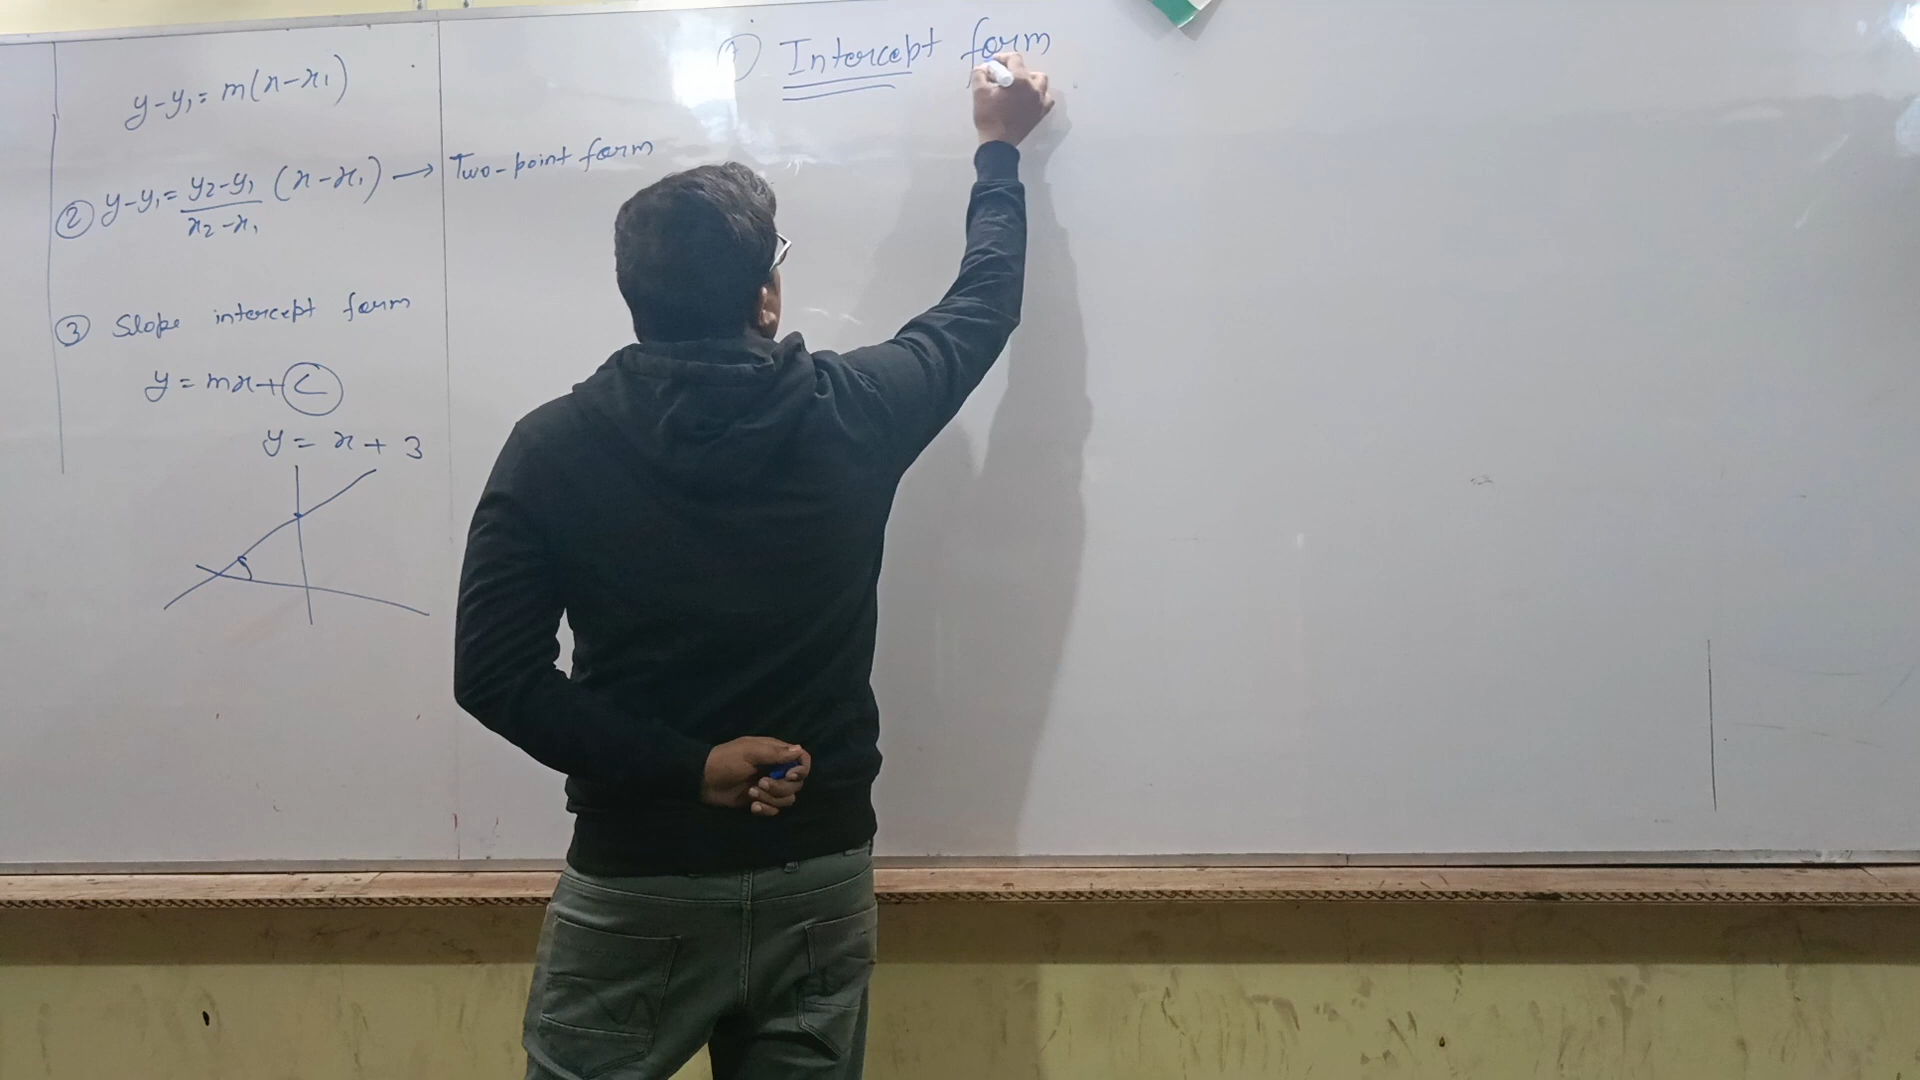 y-y₁= m(x-x₁)
② y-y₁= y₂-y₁ / x₂-x₁ (x-x₁) → Two-point form
③ Slope intercept form
y = mx+c
y = x + 3
Intercept form